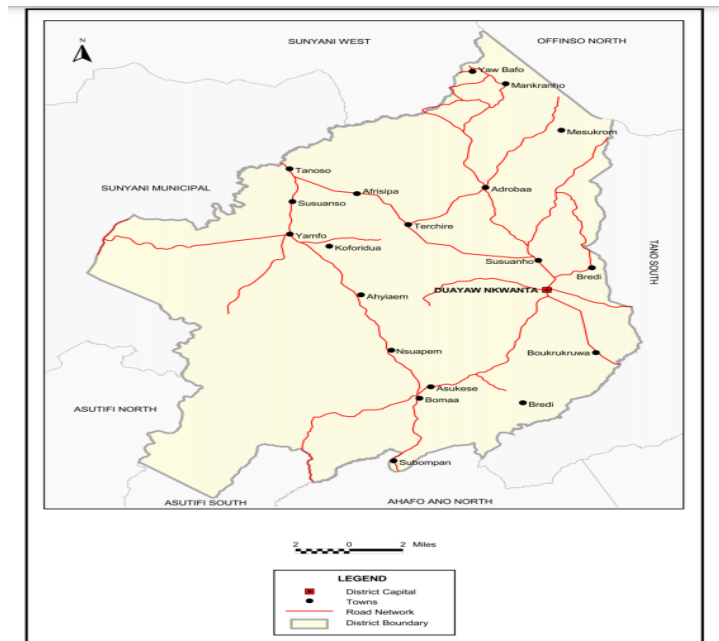 N
SUNYANI WEST
OFFINSO NORTH
Yaw Bafo
Mankranho
Mesukrom
Tanoso
SUNYANI MUNICIPAL
Afrisipa
Adrobaa
Susuanso
Terchire
Yamfo
Koforidua
Susuanho
TANO SOUTH
Bredi
DUAYAW NKWANTA
Ahyiaem
Nsuapem
Boukrukruwa
Asukese
Bomaa
Bredi
ASUTIFI NORTH
Subompan
ASUTIFI SOUTH
AHAFO ANO NORTH
2 0 2 Miles
LEGEND
District Capital
Towns
Road Network
District Boundary